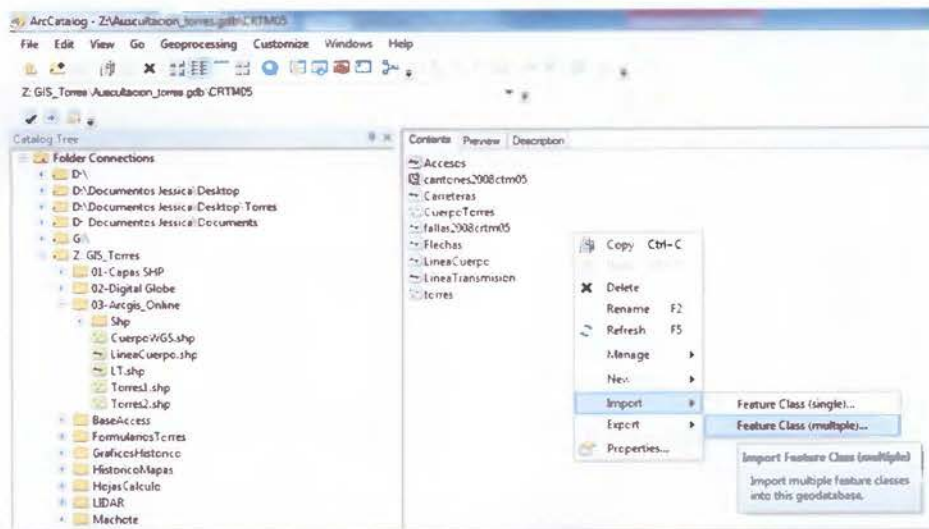 ArcCatalog - Z:\Auscultacion_torres.gdb\CRTM05
File Edit View Go Geoprocessing Customize Windows Help
Z: GIS_Torres Auscultacion_torres.gdb CRTM05
Catalog Tree
Folder Connections
D:\
D:\Documentos Jessica\Desktop
D:\Documentos Jessica\Desktop Torres
D: Documentos Jessica\Documents
G:\
Z: GIS_Torres
01-Capas SHP
02-Digital Globe
03-Arcgis_Online
Shp
CuerpoWGS.shp
LineaCuerpo.shp
LT.shp
Torres1.shp
Torres2.shp
BaseAccess
FormulariosTorres
GraficosHistorico
HistoricoMapas
HojasCalculo
LIDAR
Machote
Contents Preview Description
Accesos
cantones2008crtm05
Carreteras
CuerpoTorres
fallas2008crtm05
Flechas
LineaCuerpo
LineaTransmision
torres
Copy Ctrl-C
Delete
Rename F2
Refresh F5
Manage
New
Import
Export
Properties...
Feature Class (single)...
Feature Class (multiple)...
Import Feature Class (multiple)
Import multiple feature classes
into this geodatabase.